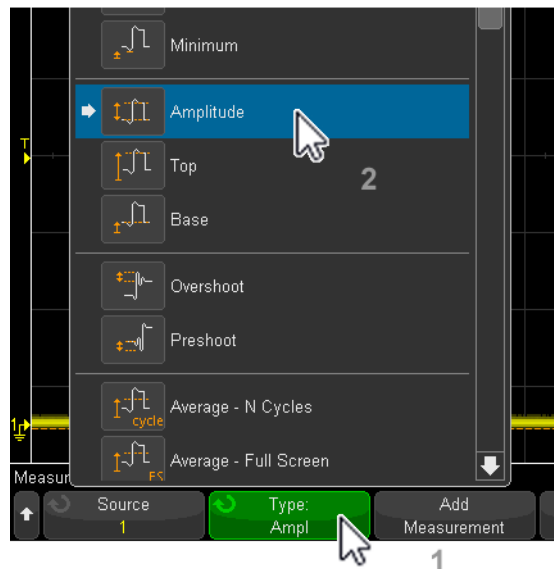 Minimum
Amplitude
T
2
Top
Base
Overshoot
Preshoot
cycle
Average - N Cycles
1
FS
Average - Full Screen
Measur
Source
1
Type:
Ampl
Add
Measurement
1